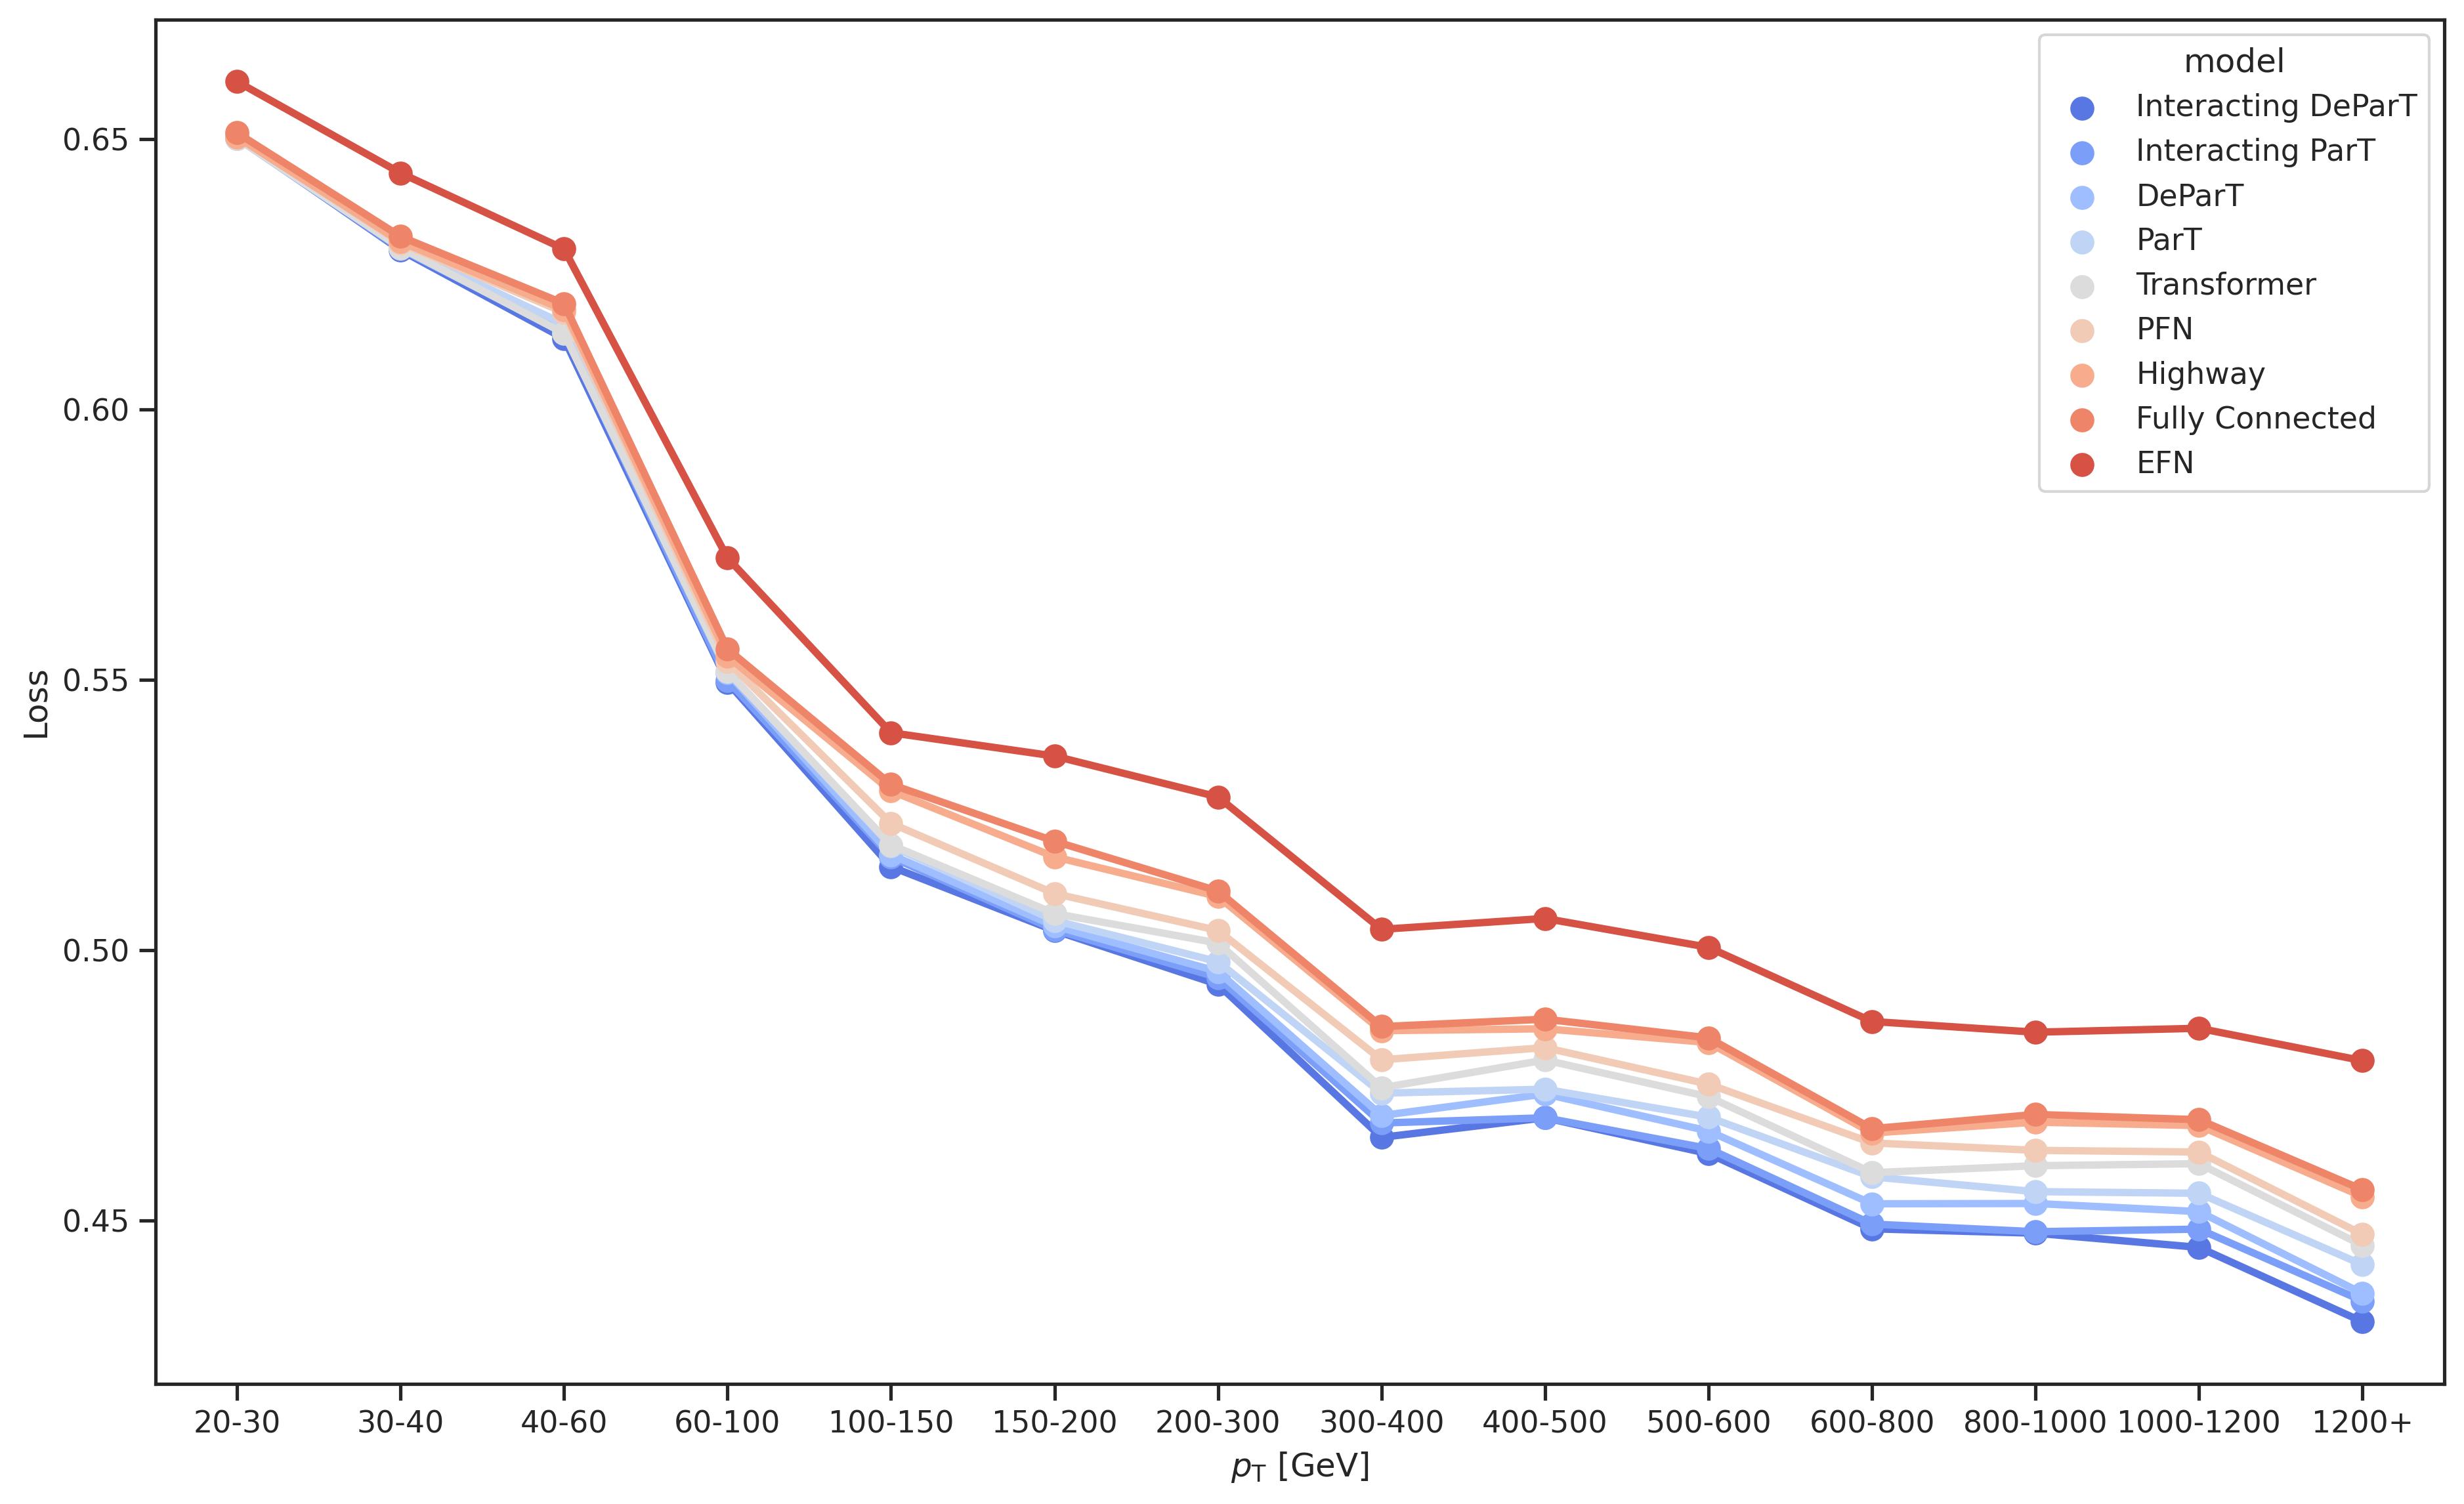 model
Interacting DeParT
Interacting ParT
DeParT
ParT
Transformer
PFN
Highway
Fully Connected
EFN
Loss
0.65
0.60
0.55
0.50
0.45
20-30 30-40 40-60 60-100 100-150 150-200 200-300 300-400 400-500 500-600 600-800 800-1000 1000-1200 1200+
pT [GeV]